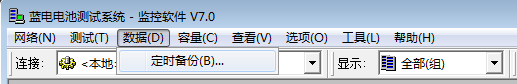 蓝电电池测试系统 - 监控软件 V7.0
网络(N) 测试(T) 数据(D) 容量(C) 查看(V) 选项(O) 工具(L) 帮助(H)
连接: <本地: 显示: 全部(组)
定时备份(B)...